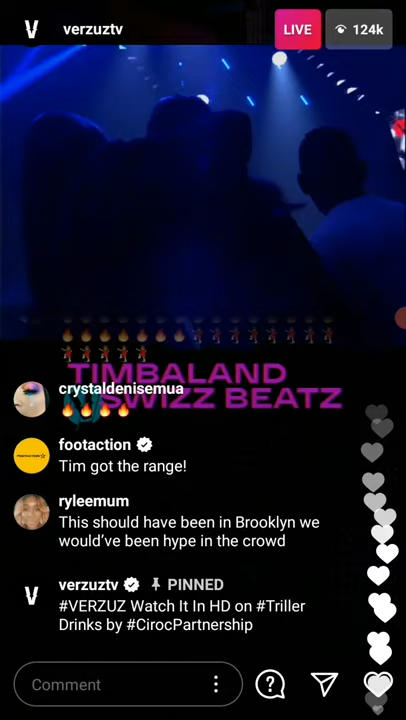 verzuztv
LIVE
124k
TIMBALAND
SWIZZ BEATZ
crystaldenisemua
footaction
Tim got the range!
ryleemum
This should have been in Brooklyn we
would’ve been hype in the crowd
verzuztv PINNED
#VERZUZ Watch It In HD on #Triller
Drinks by #CirocPartnership
Comment